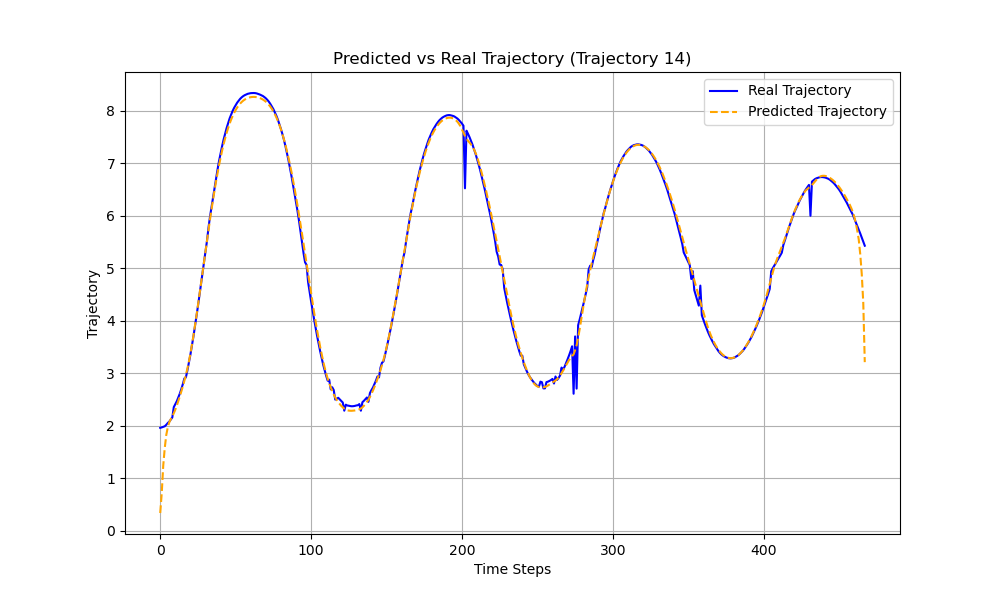 Predicted vs Real Trajectory (Trajectory 14)
Real Trajectory
Predicted Trajectory
Trajectory
8
7
6
5
4
3
2
1
0
0 100 200 300 400
Time Steps